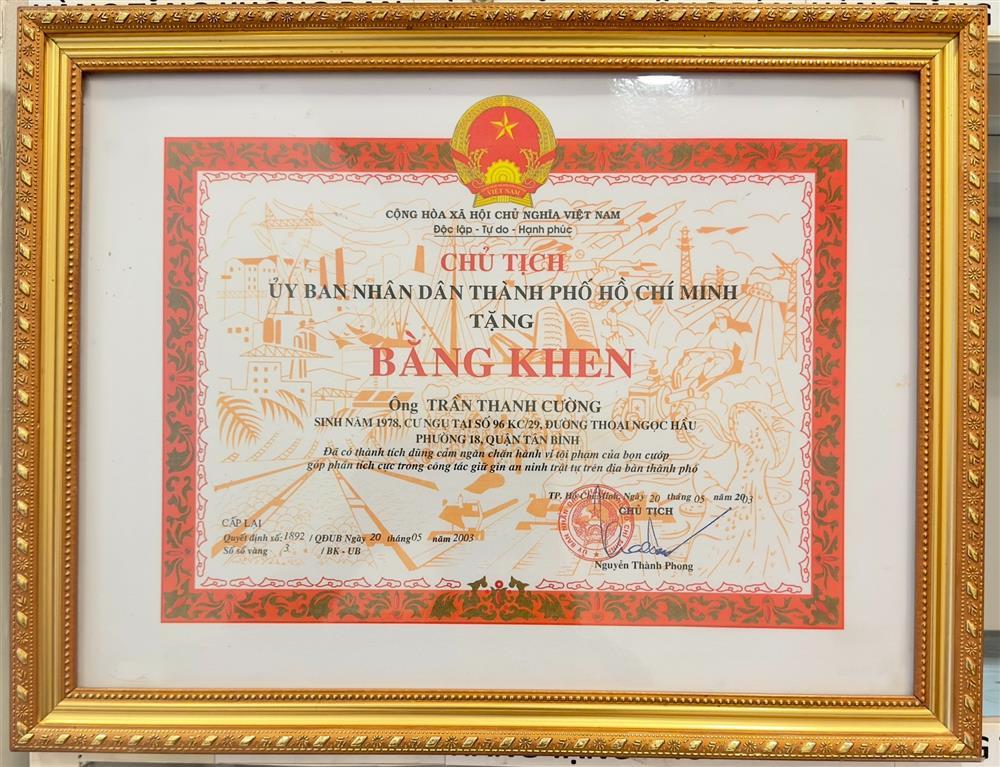 VIỆT NAM
CỘNG HÒA XÃ HỘI CHỦ NGHĨA VIỆT NAM
Độc lập - Tự do - Hạnh phúc
CHỦ TỊCH
ỦY BAN NHÂN DÂN THÀNH PHỐ HỒ CHÍ MINH
TẶNG
BẰNG KHEN
Ông TRẦN THANH CƯỜNG
SINH NĂM 1978, CƯ NGỤ TẠI SỐ 96 KC/29, ĐƯỜNG THOẠI NGỌC HẦU
PHƯỜNG 18, QUẬN TÂN BÌNH
Đã có thành tích dũng cảm ngăn chặn hành vi tội phạm của bọn cướp
góp phần tích cực trong công tác giữ gìn an ninh trật tự trên địa bàn thành phố
TP. Hồ Chí Minh, Ngày 20 tháng 05 năm 2003
CHỦ TỊCH
CẤP LẠI
Quyết định số: 1892 / QĐUB Ngày 20 tháng 05 năm 2003
Số sổ vàng 3 / BK - UB
Nguyễn Thành Phong